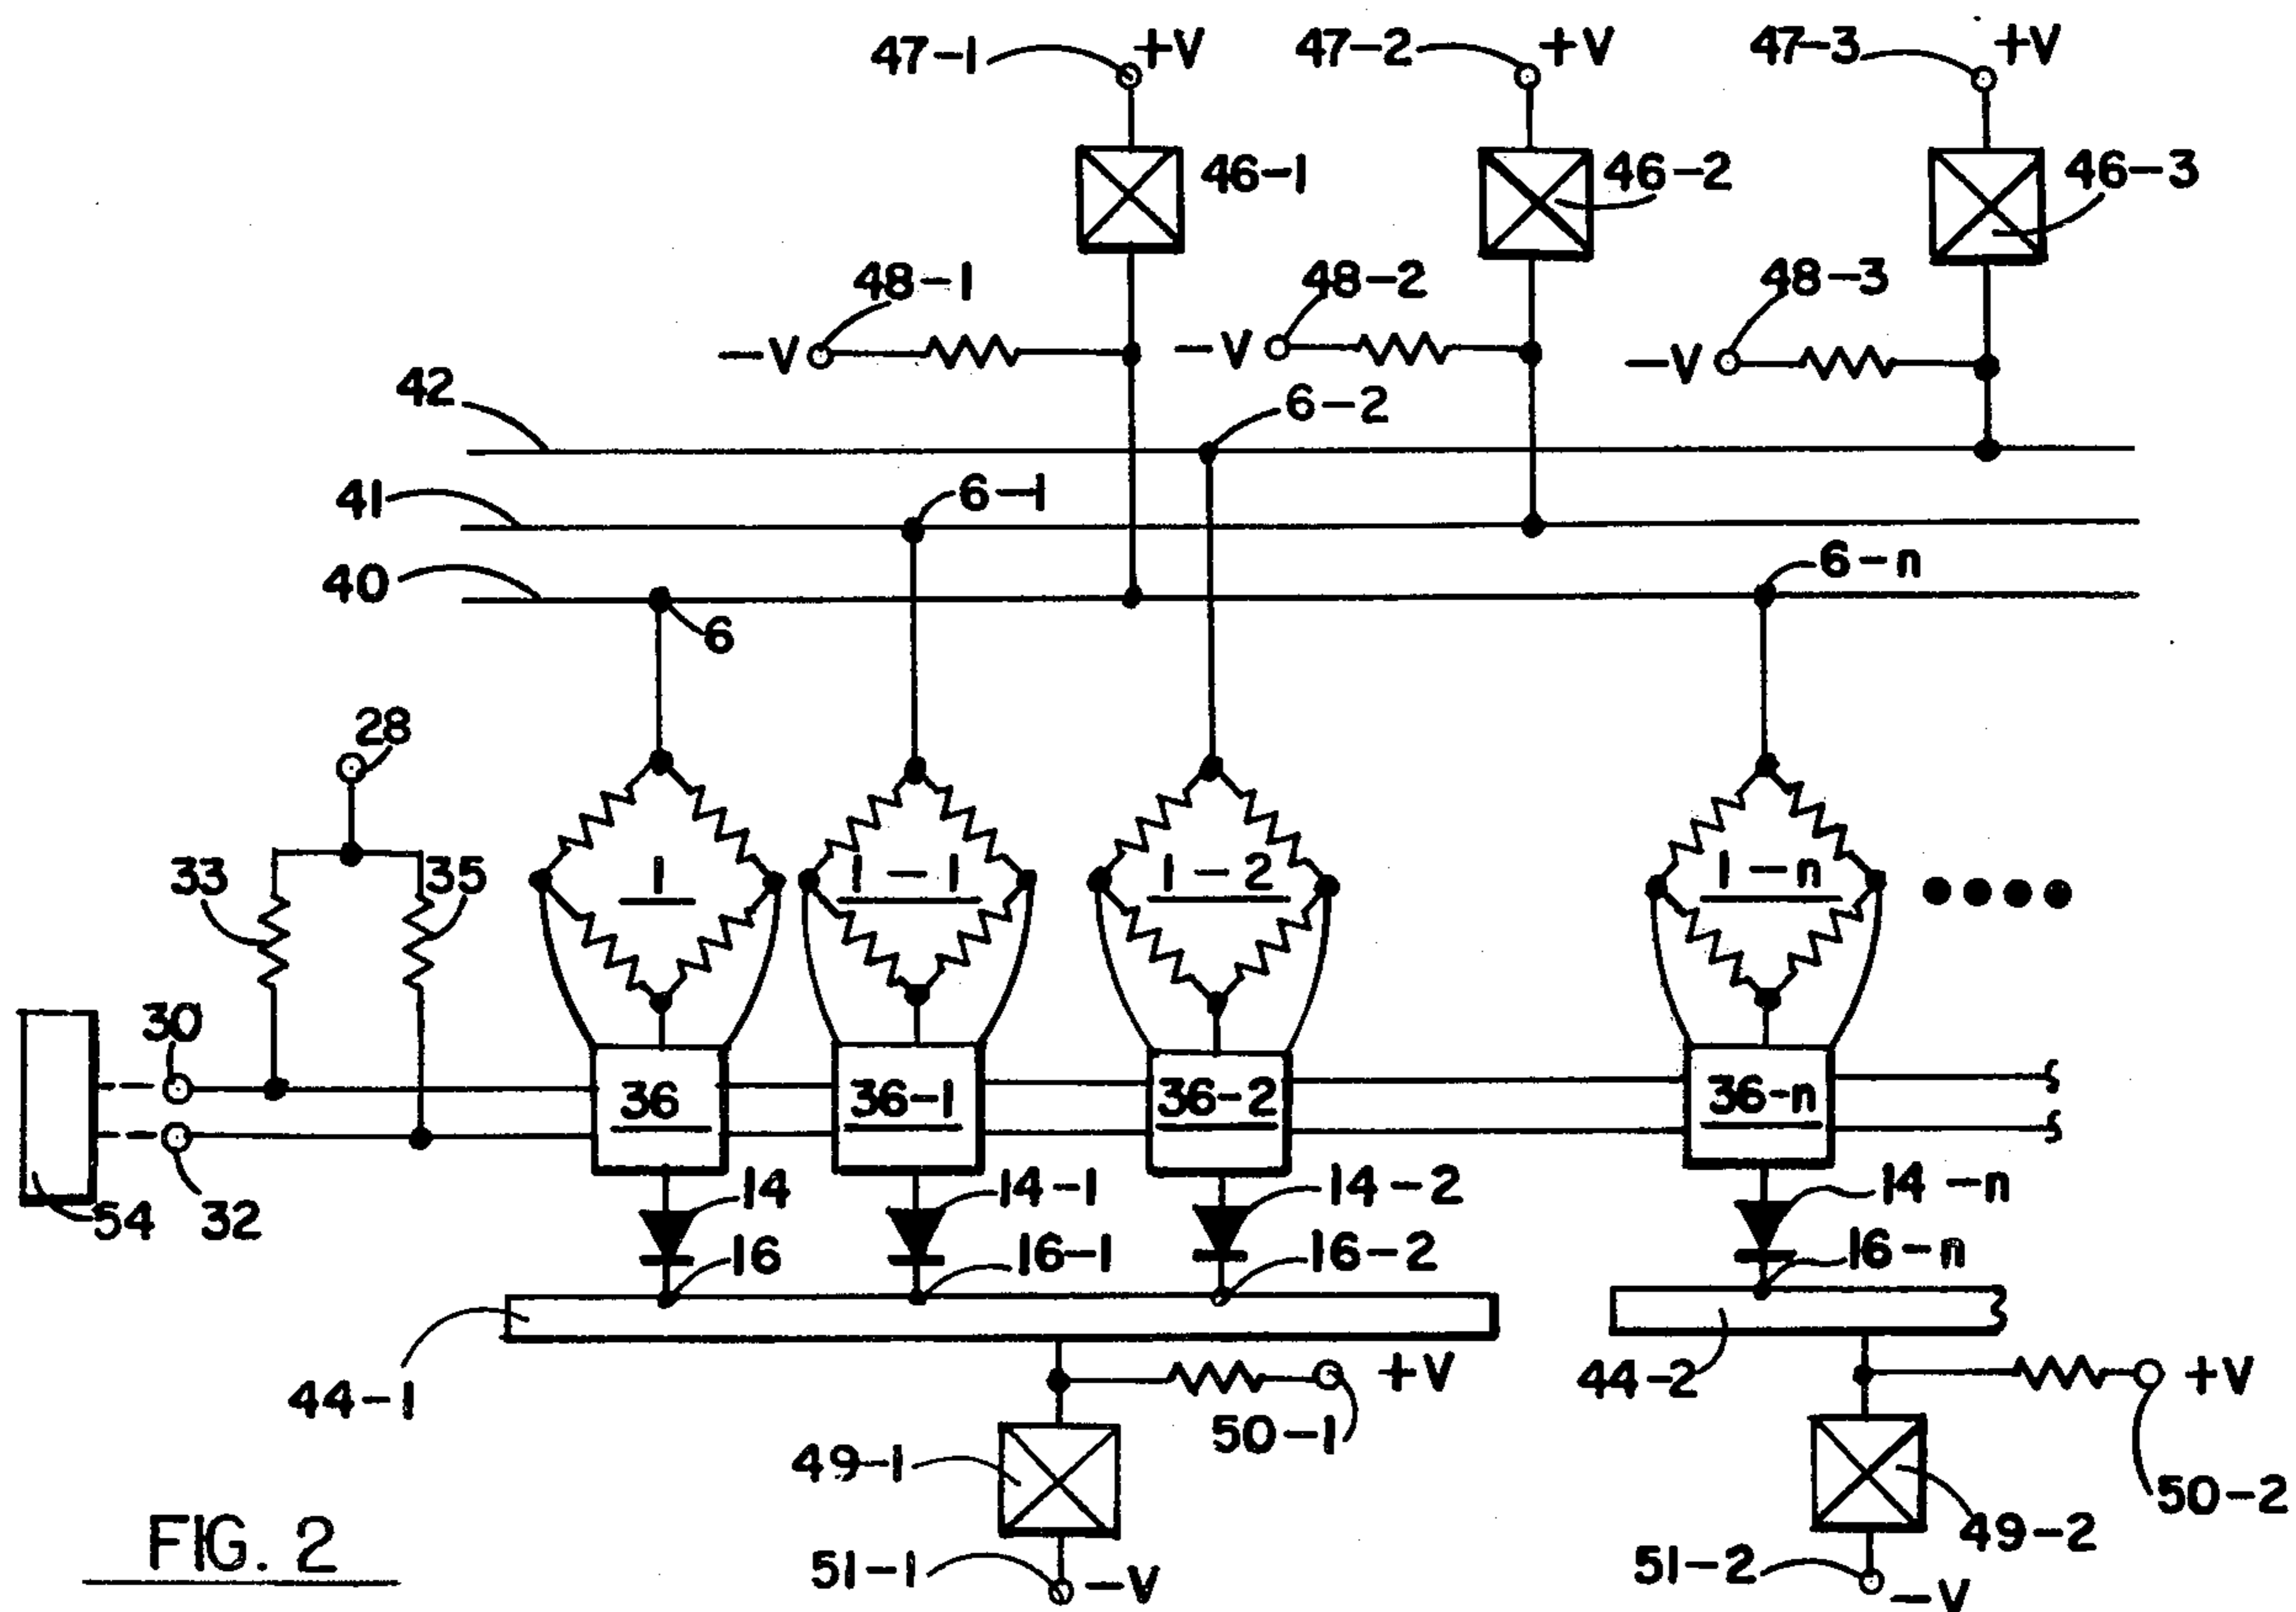 47-1 +V 47-2 +V 47-3 +V
46-1 46-2 46-3
48-1 48-2 48-3
-V -V -V
42 6-2
41 6-1
40 6-n
6
28
33 35 1 1-1 1-2 1-n
30
36 36-1 36-2 36-n
54 32 14 14-1 14-2 14-n
16 16-1 16-2 16-n
44-1 +V 44-2 +V
50-1
49-1 50-2
FIG. 2 49-2
51-1 -V 51-2 -V